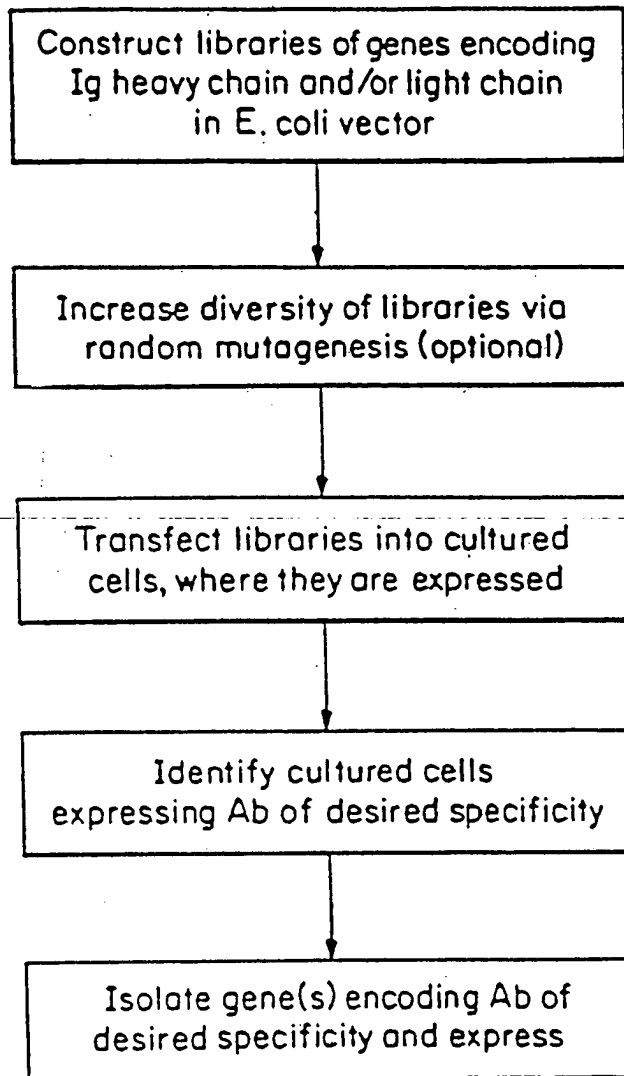 Construct libraries of genes encoding
Ig heavy chain and/or light chain
in E. coli vector
Increase diversity of libraries via
random mutagenesis (optional)
Transfect libraries into cultured
cells, where they are expressed
Identify cultured cells
expressing Ab of desired specificity
Isolate gene(s) encoding Ab of
desired specificity and express